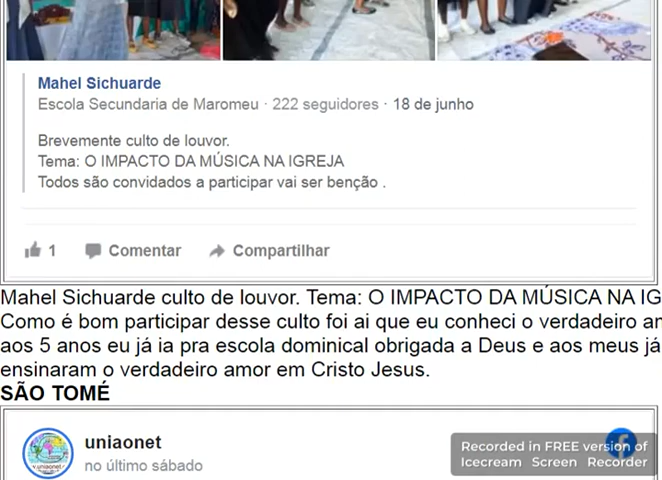 Mahel Sichuarde
Escola Secundaria de Maromeu · 222 seguidores · 18 de junho
Brevemente culto de louvor.
Tema: O IMPACTO DA MÚSICA NA IGREJA
Todos são convidados a participar vai ser benção .
1 Comentar Compartilhar
Mahel Sichuarde culto de louvor. Tema: O IMPACTO DA MÚSICA NA IG
Como é bom participar desse culto foi ai que eu conheci o verdadeiro
aos 5 anos eu já ia pra escola dominical obrigada a Deus e aos meus já
ensinaram o verdadeiro amor em Cristo Jesus.
SÃO TOMÉ
uniaonet
no último sábado
Recorded in FREE version of
Icecream Screen Recorder